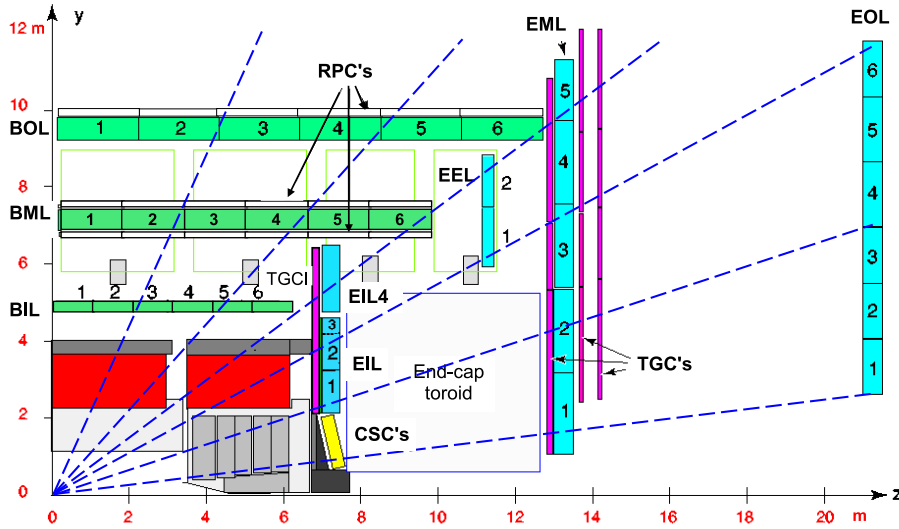 12 m
y
EML
EOL
RPC's
10
BOL
1 2 3 4 5 6
8
EEL
2
1
BML
1 2 3 4 5 6
6
TGCI
BIL
1 2 3 4 5 6
EIL4
4
3
2
1
EIL
End-cap
toroid
TGC's
2
CSC's
0
5
4
3
2
1
6
5
4
3
2
1
0 2 4 6 8 10 12 14 m 16 18 20 m
z